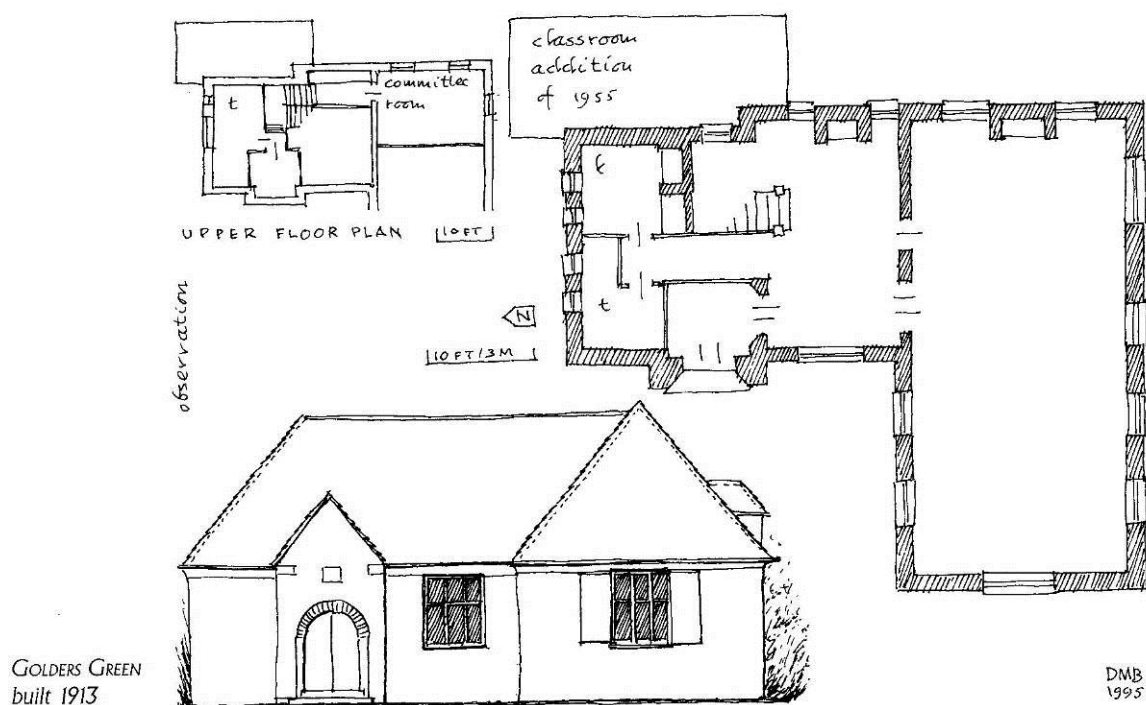 classroom
addition
of 1955
committee
room
t
k
UPPER FLOOR PLAN
10 FT
observation
N
t
10 FT/3M
GOLDERS GREEN
built 1913
DMB
1995